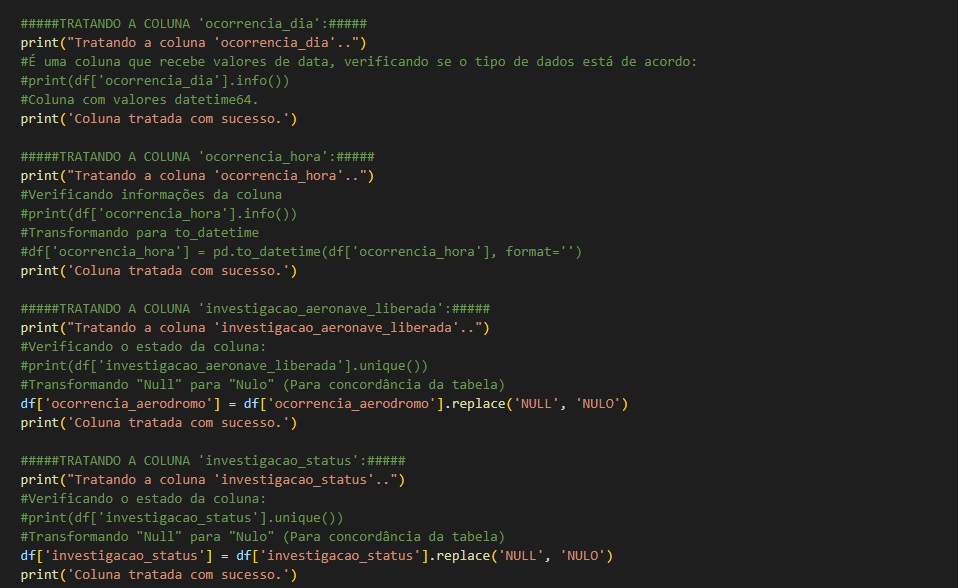 #####TRATANDO A COLUNA 'ocorrencia_dia':#####
print("Tratando a coluna 'ocorrencia_dia'..")
#É uma coluna que recebe valores de data, verificando se o tipo de dados está de acordo:
#print(df['ocorrencia_dia'].info())
#Coluna com valores datetime64.
print('Coluna tratada com sucesso.')
#####TRATANDO A COLUNA 'ocorrencia_hora':#####
print("Tratando a coluna 'ocorrencia_hora'..")
#Verificando informações da coluna
#print(df['ocorrencia_hora'].info())
#Transformando para to_datetime
#df['ocorrencia_hora'] = pd.to_datetime(df['ocorrencia_hora'], format='')
print('Coluna tratada com sucesso.')
#####TRATANDO A COLUNA 'investigacao_aeronave_liberada':#####
print("Tratando a coluna 'investigacao_aeronave_liberada'..")
#Verificando o estado da coluna:
#print(df['investigacao_aeronave_liberada'].unique())
#Transformando "Null" para "Nulo" (Para concordância da tabela)
df['ocorrencia_aerodromo'] = df['ocorrencia_aerodromo'].replace('NULL', 'NULO')
print('Coluna tratada com sucesso.')
#####TRATANDO A COLUNA 'investigacao_status':#####
print("Tratando a coluna 'investigacao_status'..")
#Verificando o estado da coluna:
#print(df['investigacao_status'].unique())
#Transformando "Null" para "Nulo" (Para concordância da tabela)
df['investigacao_status'] = df['investigacao_status'].replace('NULL', 'NULO')
print('Coluna tratada com sucesso.')